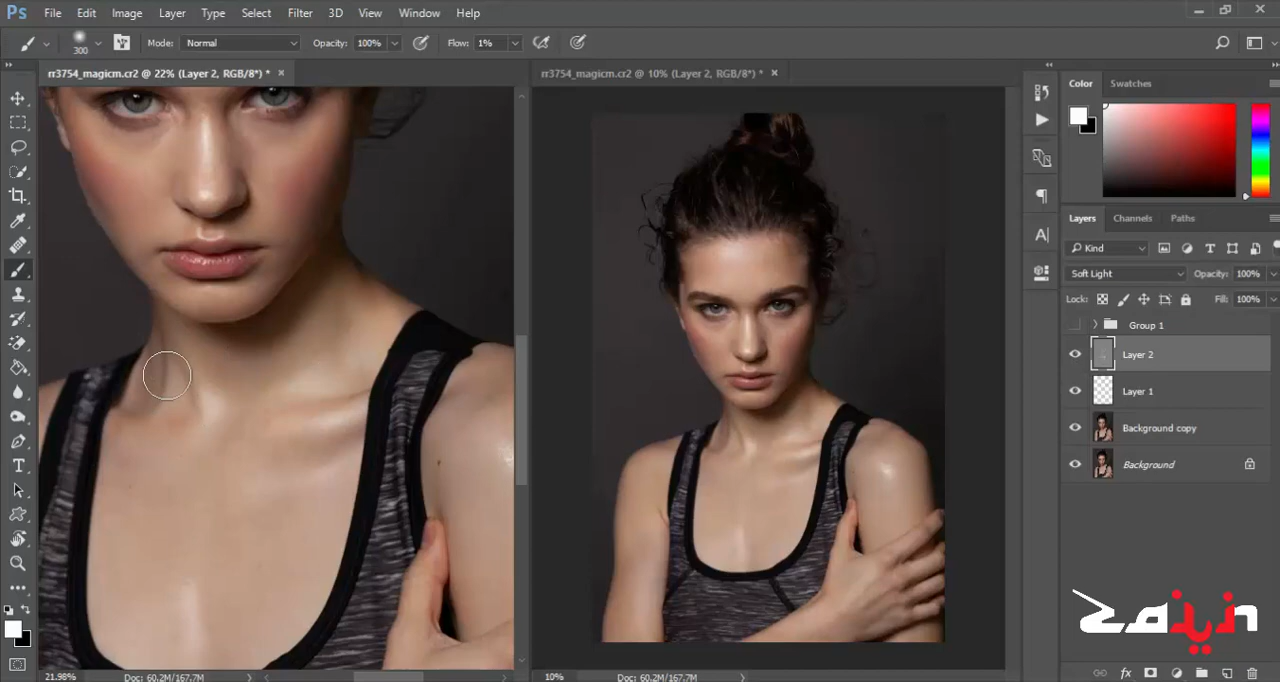 Ps File Edit Image Layer Type Select Filter 3D View Window Help
300 Mode: Normal Opacity: 100% Flow: 1%
rr3754_magicm.cr2 @ 22% (Layer 2, RGB/8*) * × rr3754_magicm.cr2 @ 10% (Layer 2, RGB/8*) * ×
Color Swatches
Layers Channels Paths
Kind
Soft Light Opacity: 100%
Lock: Fill: 100%
Group 1
Layer 2
Layer 1
Background copy
Background
21.98% Doc: 60.2M/167.7M 10% Doc: 60.2M/167.7M